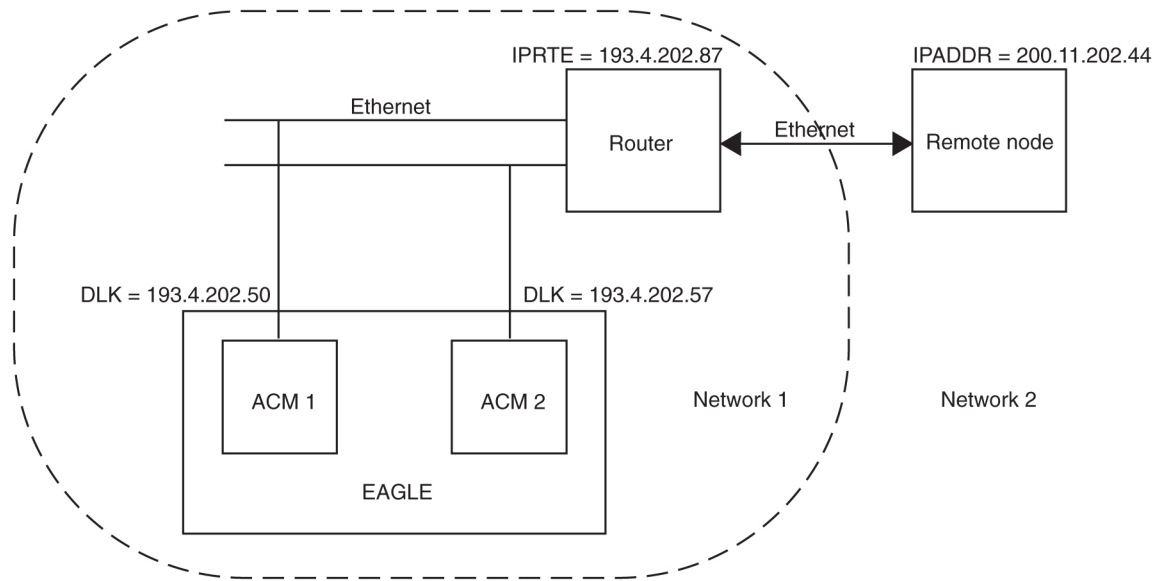 IPRTE = 193.4.202.87
IPADDR = 200.11.202.44
Ethernet
Router
Ethernet
Remote node
DLK = 193.4.202.50
DLK = 193.4.202.57
ACM 1
ACM 2
Network 1
Network 2
EAGLE